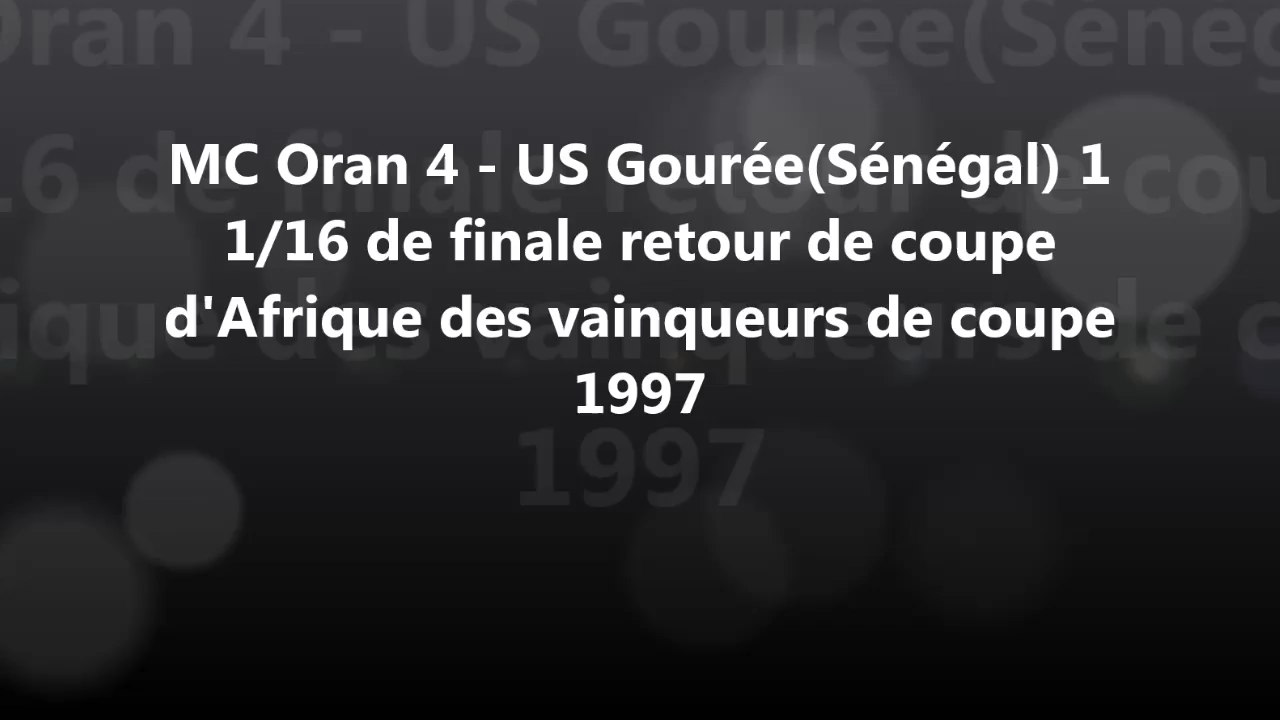 MC Oran 4 - US Gourée(Sénégal) 1
1/16 de finale retour de coupe
d'Afrique des vainqueurs de coupe
1997